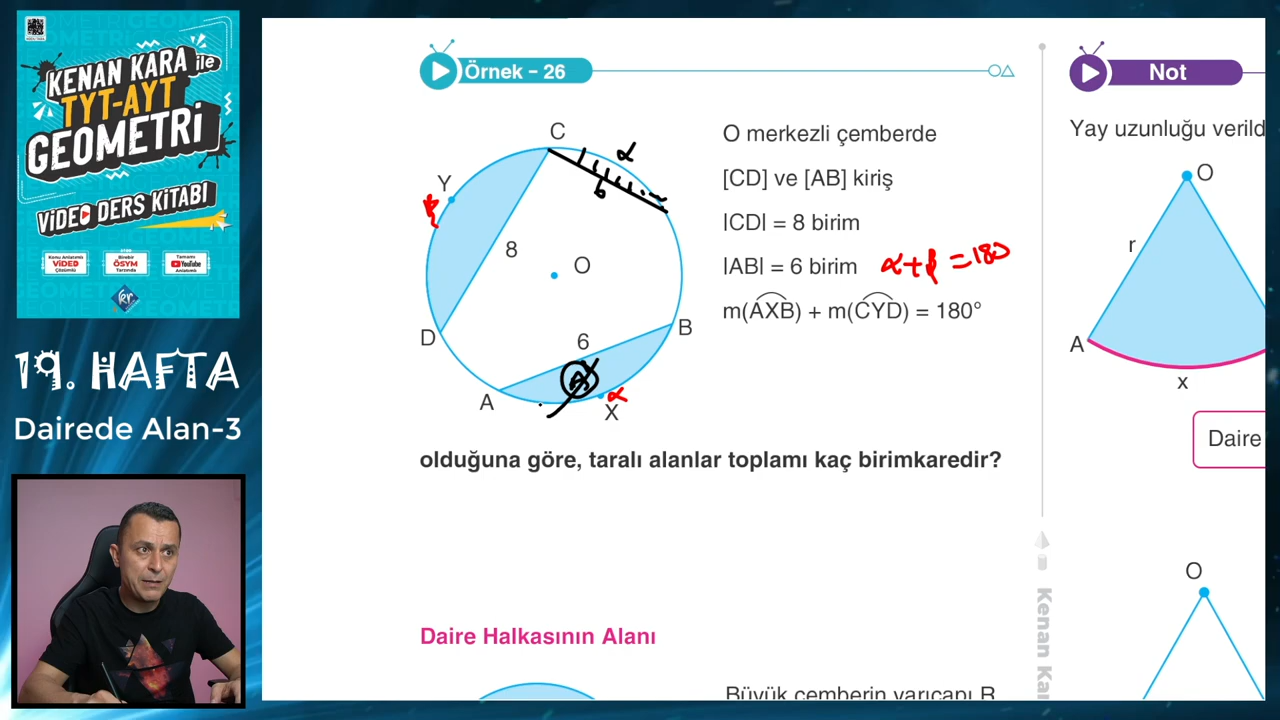 KENAN KARA ile
TYT-AYT
GEOMETRİ
VİDEO DERS KİTABI
19. HAFTA
Dairede Alan-3
Örnek - 26
C
α
6
Y
β
8
O
D
6
B
A
X
α
O merkezli çemberde
[CD] ve [AB] kiriş
|CD| = 8 birim
|AB| = 6 birim α+β = 180
m(AXB) + m(CYD) = 180°
olduğuna göre, taralı alanlar toplamı kaç birimkaredir?
Daire Halkasının Alanı
Büyük çemberin yarıçapı R
Not
Yay uzunluğu verild
O
r
A
x
Daire
O
Kenan Kar